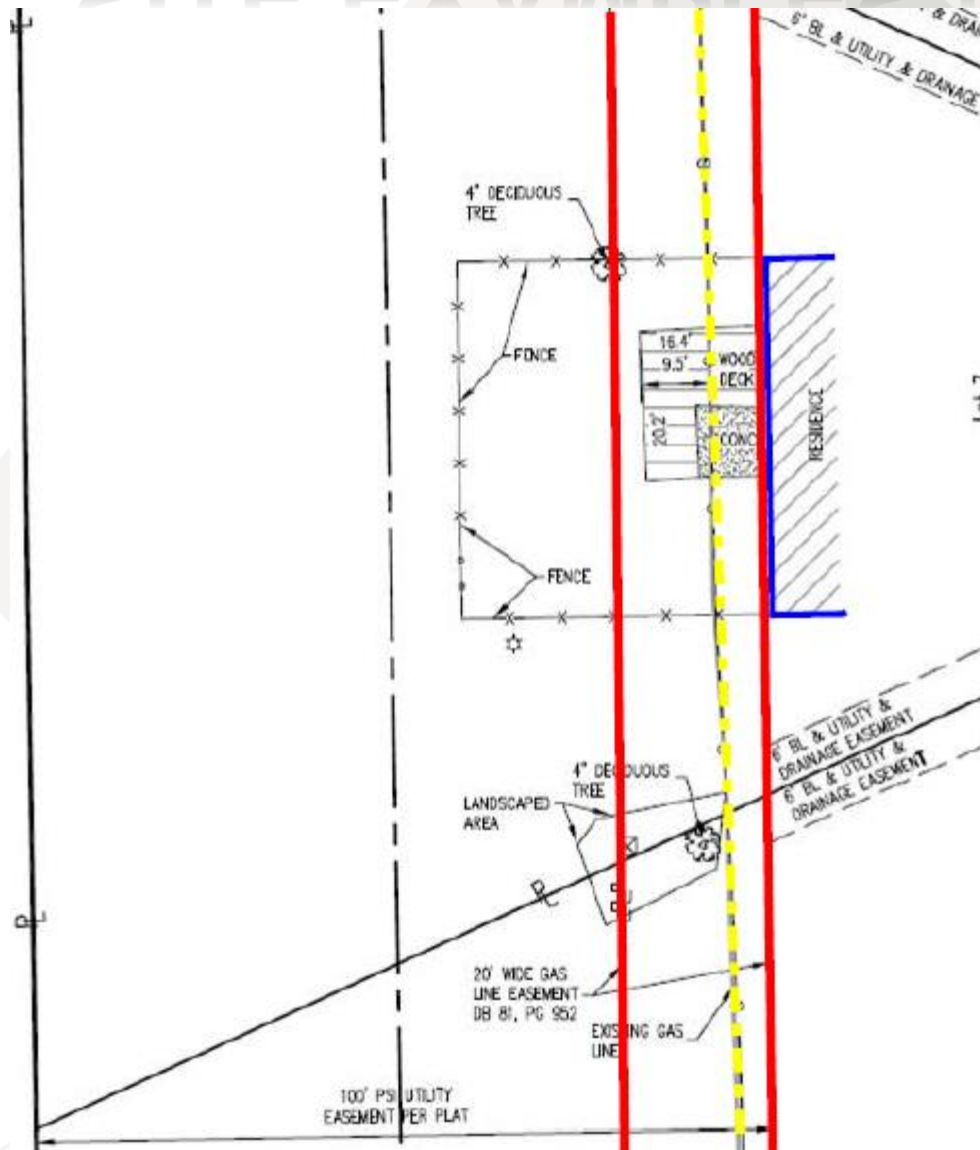 & DRAI
6' BL & UTILITY & DRAINAGE
4" DECIDUOUS
TREE
FENCE
16.4'
9.5'
WOOD
DECK
20.2'
CONC
RESIDENCE
FENCE
6' BL & UTILITY &
DRAINAGE EASEMENT
6' BL & UTILITY &
DRAINAGE EASEMENT
4" DECIDUOUS
TREE
LANDSCAPED
AREA
20' WIDE GAS
LINE EASEMENT
DB 81, PG 952
EXISTING GAS
LINE
100' PSI UTILITY
EASEMENT PER PLAT